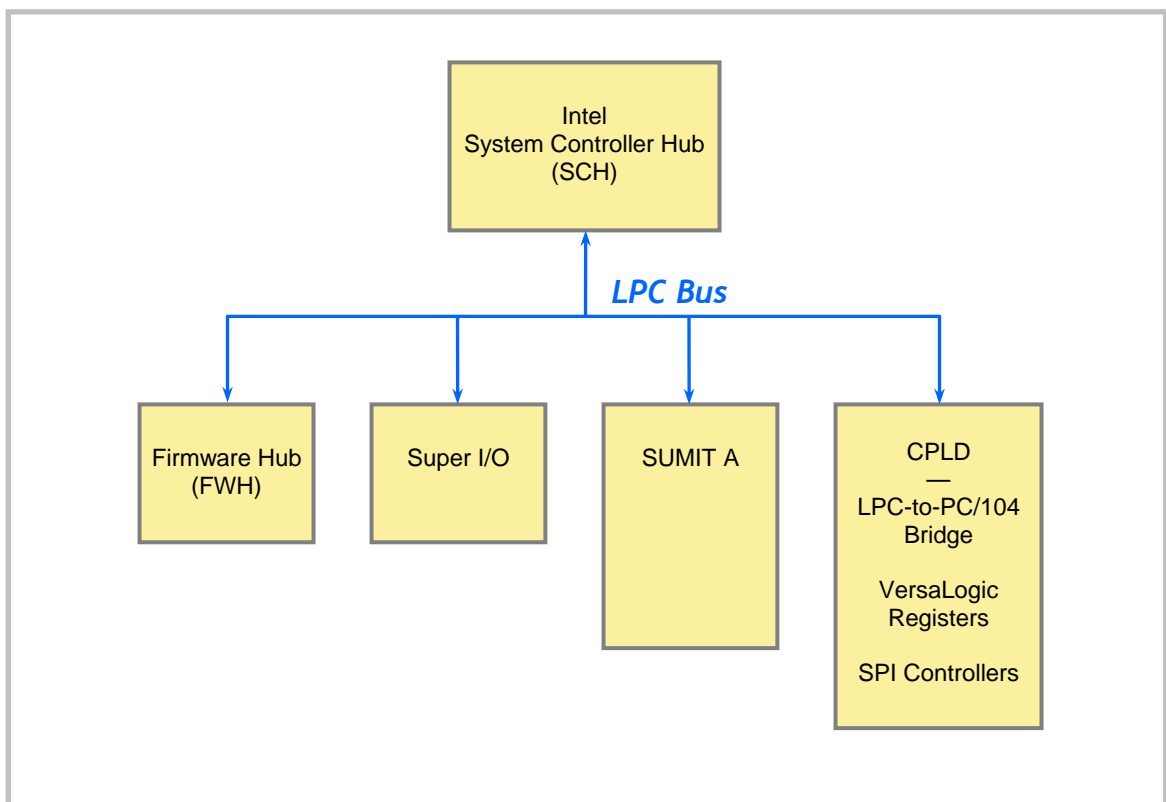 Intel
System Controller Hub
(SCH)
LPC Bus
Firmware Hub
(FWH)
Super I/O
SUMIT A
CPLD
—
LPC-to-PC/104
Bridge
VersaLogic
Registers
SPI Controllers